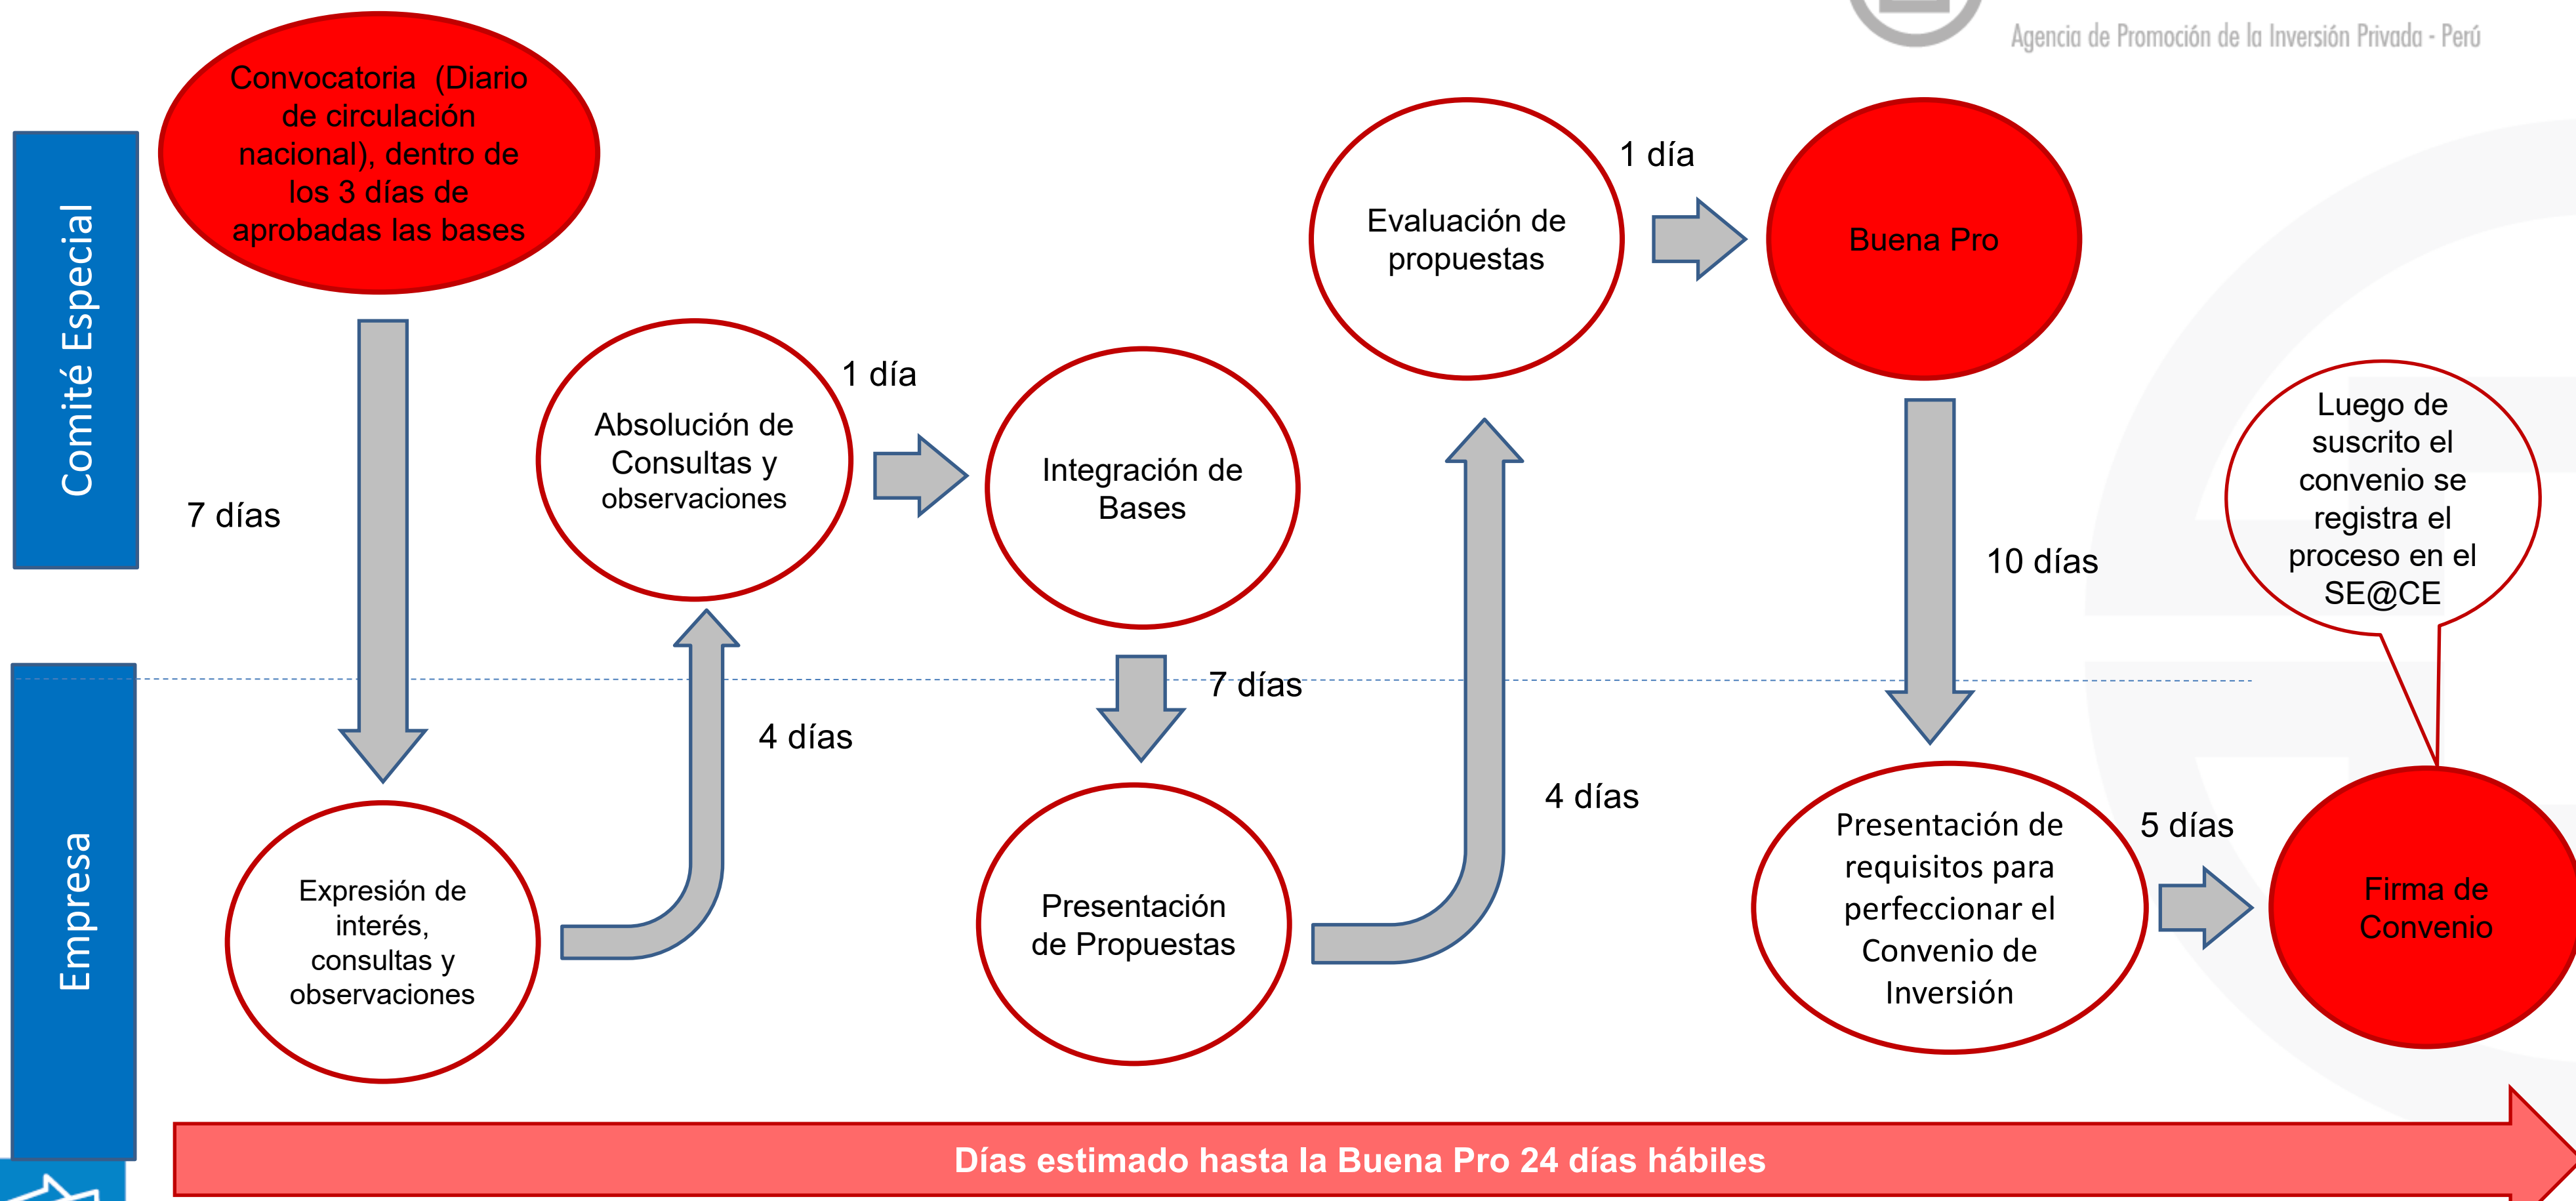 Agencia de Promoción de la Inversión Privada - Perú
Comité Especial
Convocatoria (Diario
de circulación
nacional), dentro de
los 3 días de
aprobadas las bases
7 días
Absolución de
Consultas y
observaciones
1 día
Integración de
Bases
Evaluación de
propuestas
1 día
Buena Pro
10 días
Luego de
suscrito el
convenio se
registra el
proceso en el
SE@CE
Empresa
Expresión de
interés,
consultas y
observaciones
4 días
7 días
Presentación
de Propuestas
4 días
Presentación de
requisitos para
perfeccionar el
Convenio de
Inversión
5 días
Firma de
Convenio
Días estimado hasta la Buena Pro 24 días hábiles